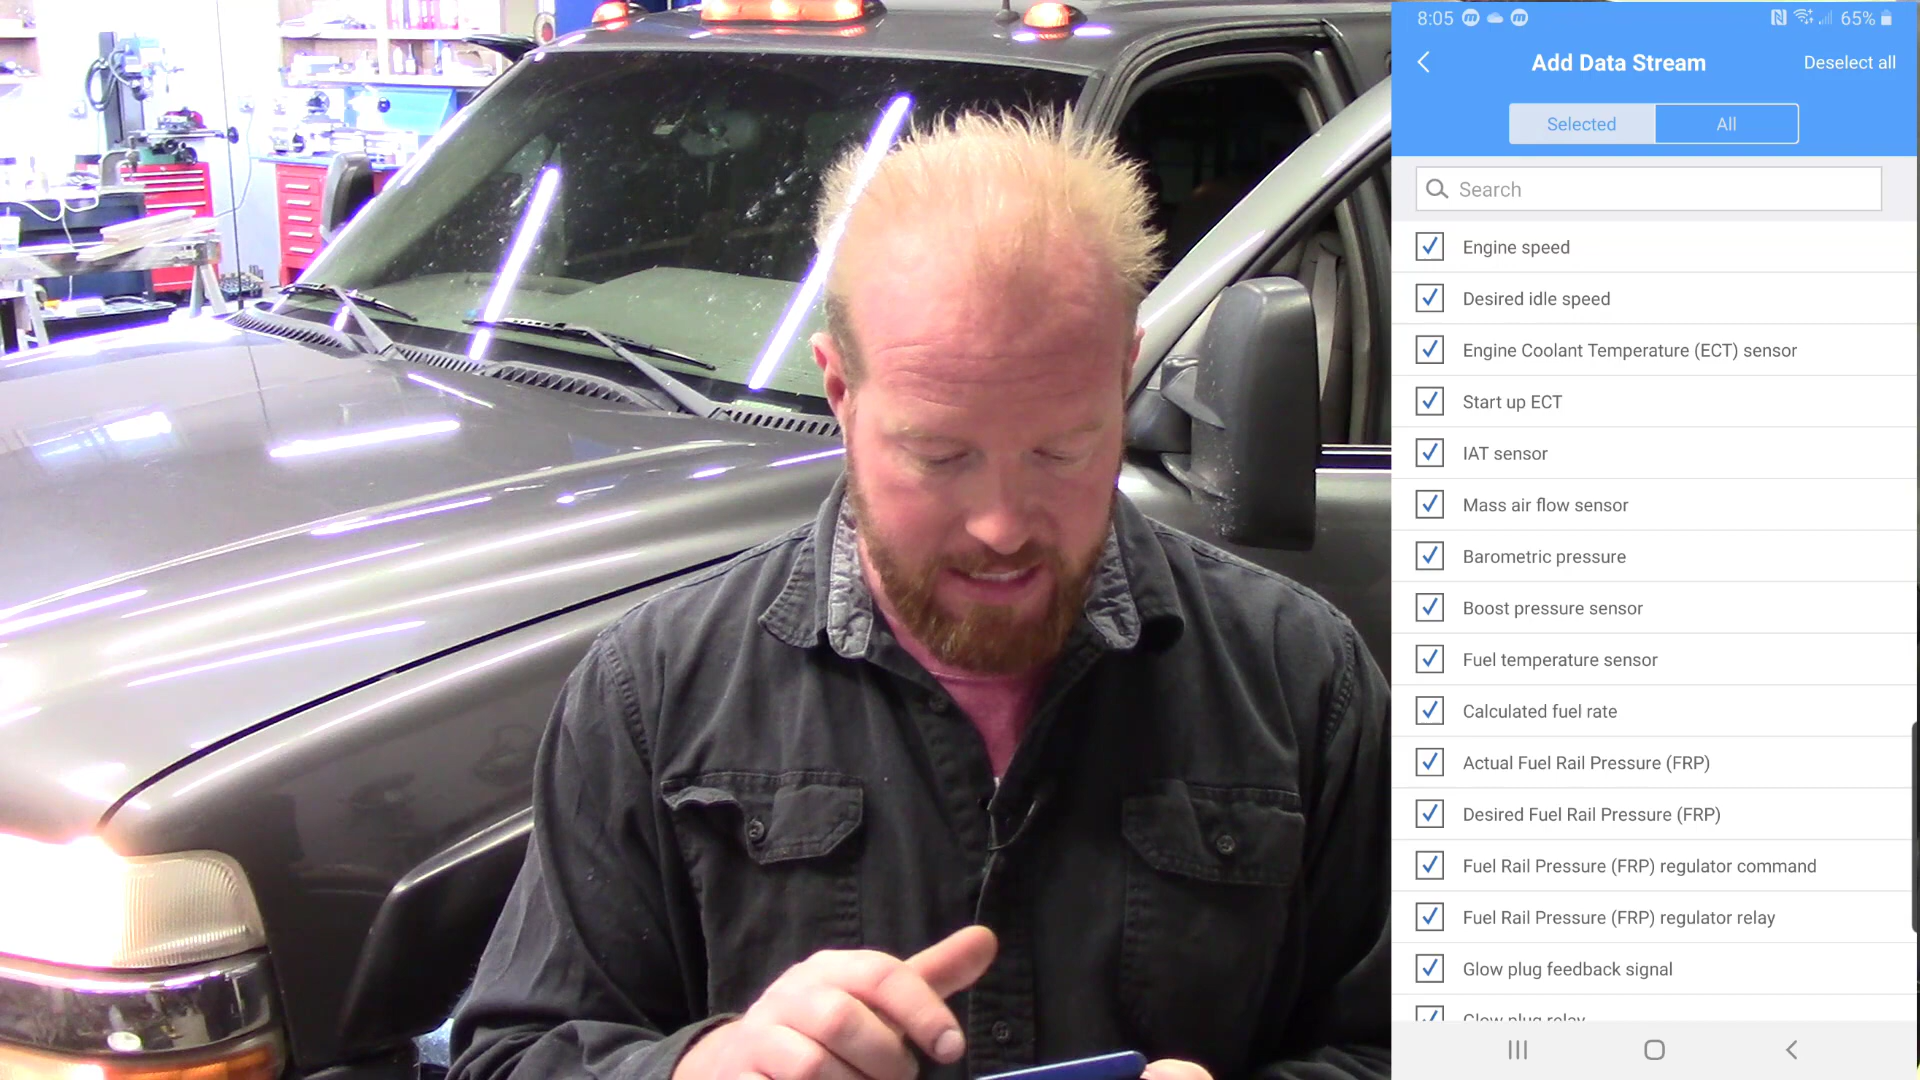 8:05 65%
Add Data Stream Deselect all
Selected All
Search
Engine speed
Desired idle speed
Engine Coolant Temperature (ECT) sensor
Start up ECT
IAT sensor
Mass air flow sensor
Barometric pressure
Boost pressure sensor
Fuel temperature sensor
Calculated fuel rate
Actual Fuel Rail Pressure (FRP)
Desired Fuel Rail Pressure (FRP)
Fuel Rail Pressure (FRP) regulator command
Fuel Rail Pressure (FRP) regulator relay
Glow plug feedback signal
Glow plug relay